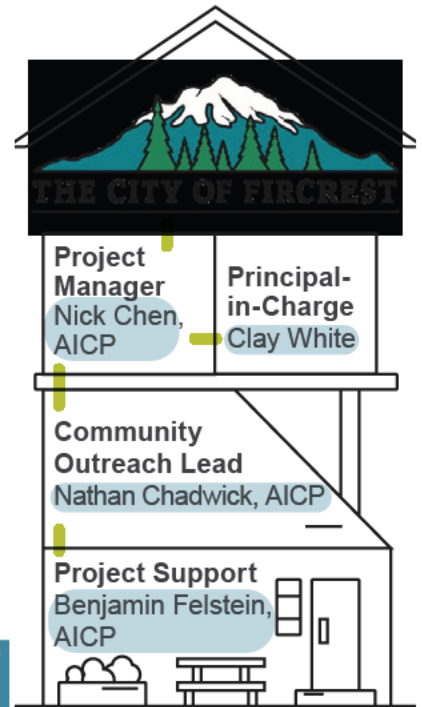 THE CITY OF FIRCREST
Project
Manager
Nick Chen,
AICP
Principal-
in-Charge
Clay White
Community
Outreach Lead
Nathan Chadwick, AICP
Project Support
Benjamin Felstein,
AICP